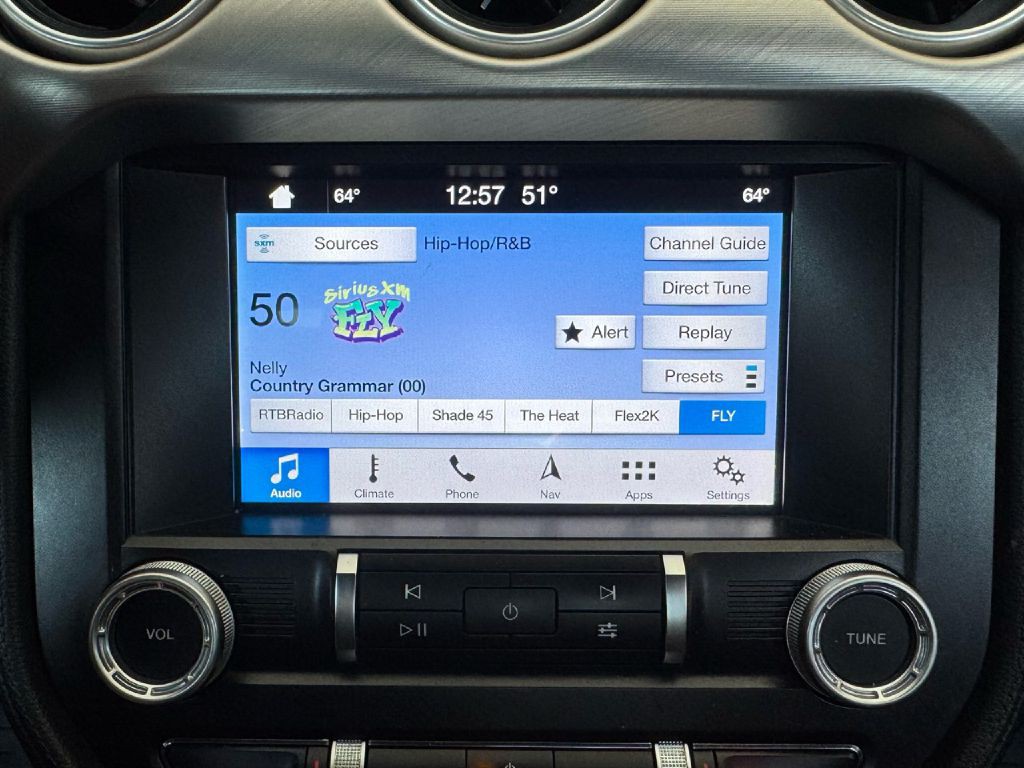 64° 12:57 51° 64°
sxm Sources Hip-Hop/R&B Channel Guide
Direct Tune
50 SiriusXM
FLY
Alert Replay
Nelly Presets
Country Grammar (00)
RTBRadio Hip-Hop Shade 45 The Heat Flex2K FLY
Audio Climate Phone Nav Apps Settings
VOL TUNE